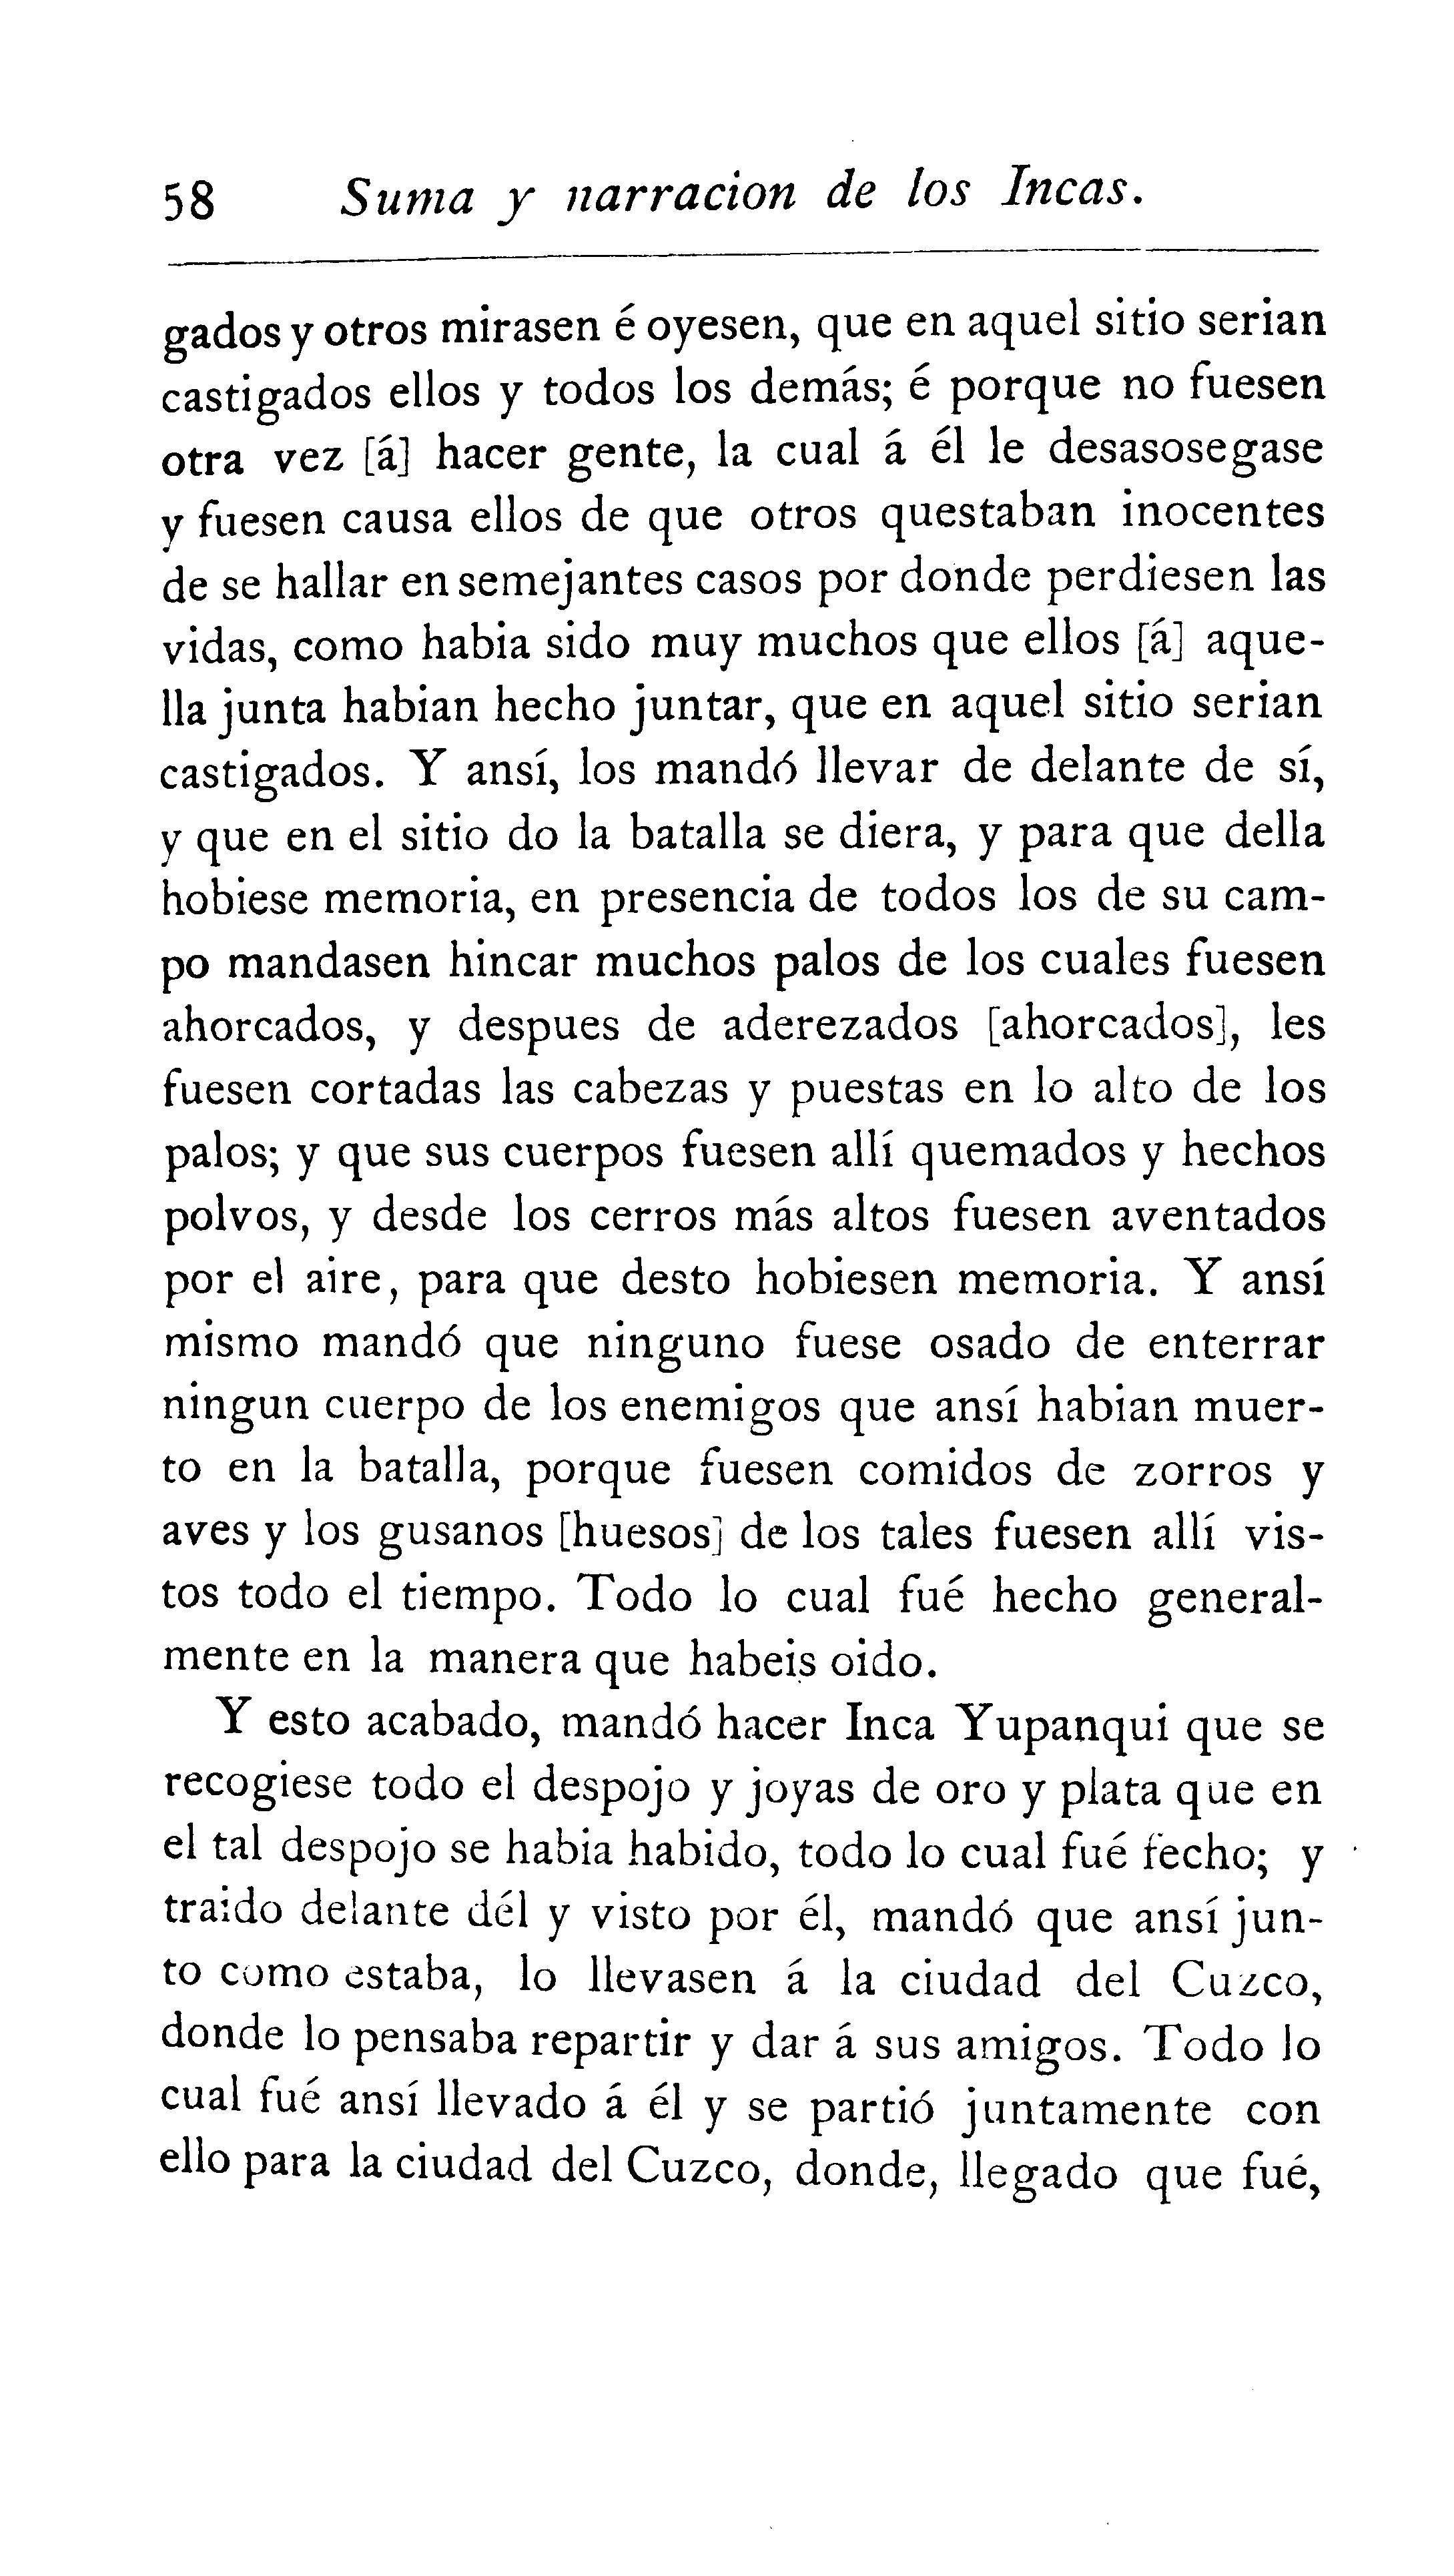 58 Suma y narracion de los Incas.
gados y otros mirasen é oyesen, que en aquel sitio serian
castigados ellos y todos los demás; é porque no fuesen
otra vez [á] hacer gente, la cual á él le desasosegase
y fuesen causa ellos de que otros questaban inocentes
de se hallar en semejantes casos por donde perdiesen las
vidas, como habia sido muy muchos que ellos [á] aque-
lla junta habian hecho juntar, que en aquel sitio serian
castigados. Y ansí, los mandó llevar de delante de sí,
y que en el sitio do la batalla se diera, y para que della
hobiese memoria, en presencia de todos los de su cam-
po mandasen hincar muchos palos de los cuales fuesen
ahorcados, y despues de aderezados [ahorcados], les
fuesen cortadas las cabezas y puestas en lo alto de los
palos; y que sus cuerpos fuesen allí quemados y hechos
polvos, y desde los cerros más altos fuesen aventados
por el aire, para que desto hobiesen memoria. Y ansí
mismo mandó que ninguno fuese osado de enterrar
ningun cuerpo de los enemigos que ansí habian muer-
to en la batalla, porque fuesen comidos de zorros y
aves y los gusanos [huesos] de los tales fuesen allí vis-
tos todo el tiempo. Todo lo cual fué hecho general-
mente en la manera que habeis oido.
Y esto acabado, mandó hacer Inca Yupanqui que se
recogiese todo el despojo y joyas de oro y plata que en
el tal despojo se habia habido, todo lo cual fué fecho; y
traido delante dél y visto por él, mandó que ansí jun-
to como estaba, lo llevasen á la ciudad del Cuzco,
donde lo pensaba repartir y dar á sus amigos. Todo lo
cual fué ansí llevado á él y se partió juntamente con
ello para la ciudad del Cuzco, donde, llegado que fué,